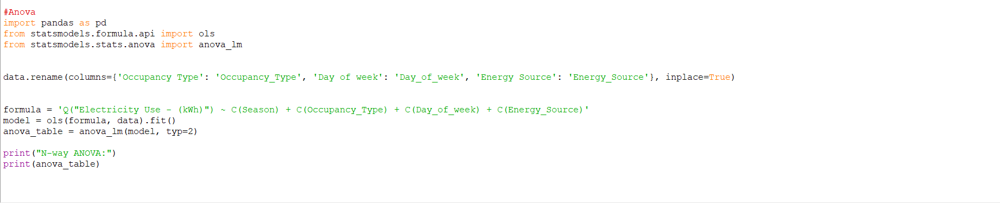 #Anova
import pandas as pd
from statsmodels.formula.api import ols
from statsmodels.stats.anova import anova_lm
data.rename(columns={'Occupancy Type': 'Occupancy_Type', 'Day of week': 'Day_of_week', 'Energy Source': 'Energy_Source'}, inplace=True)
formula = 'Q("Electricity Use - (kWh)") ~ C(Season) + C(Occupancy_Type) + C(Day_of_week) + C(Energy_Source)'
model = ols(formula, data).fit()
anova_table = anova_lm(model, typ=2)
print("N-way ANOVA:")
print(anova_table)